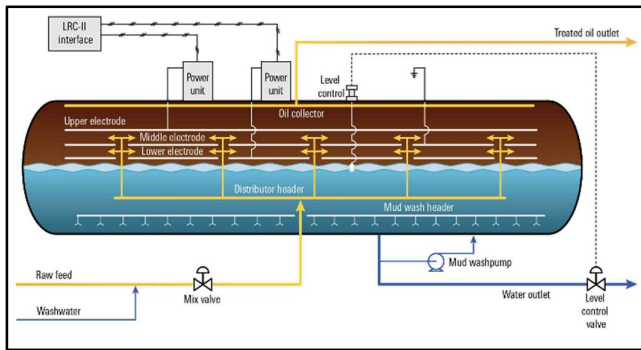 LRC-II
interface
Treated oil outlet
Power
unit
Power
unit
Level
control
Oil collector
Upper electrode
Middle electrode
Lower electrode
Distributor header
Mud wash header
Raw feed
Mix valve
Mud washpump
Washwater
Water outlet
Level
control
valve